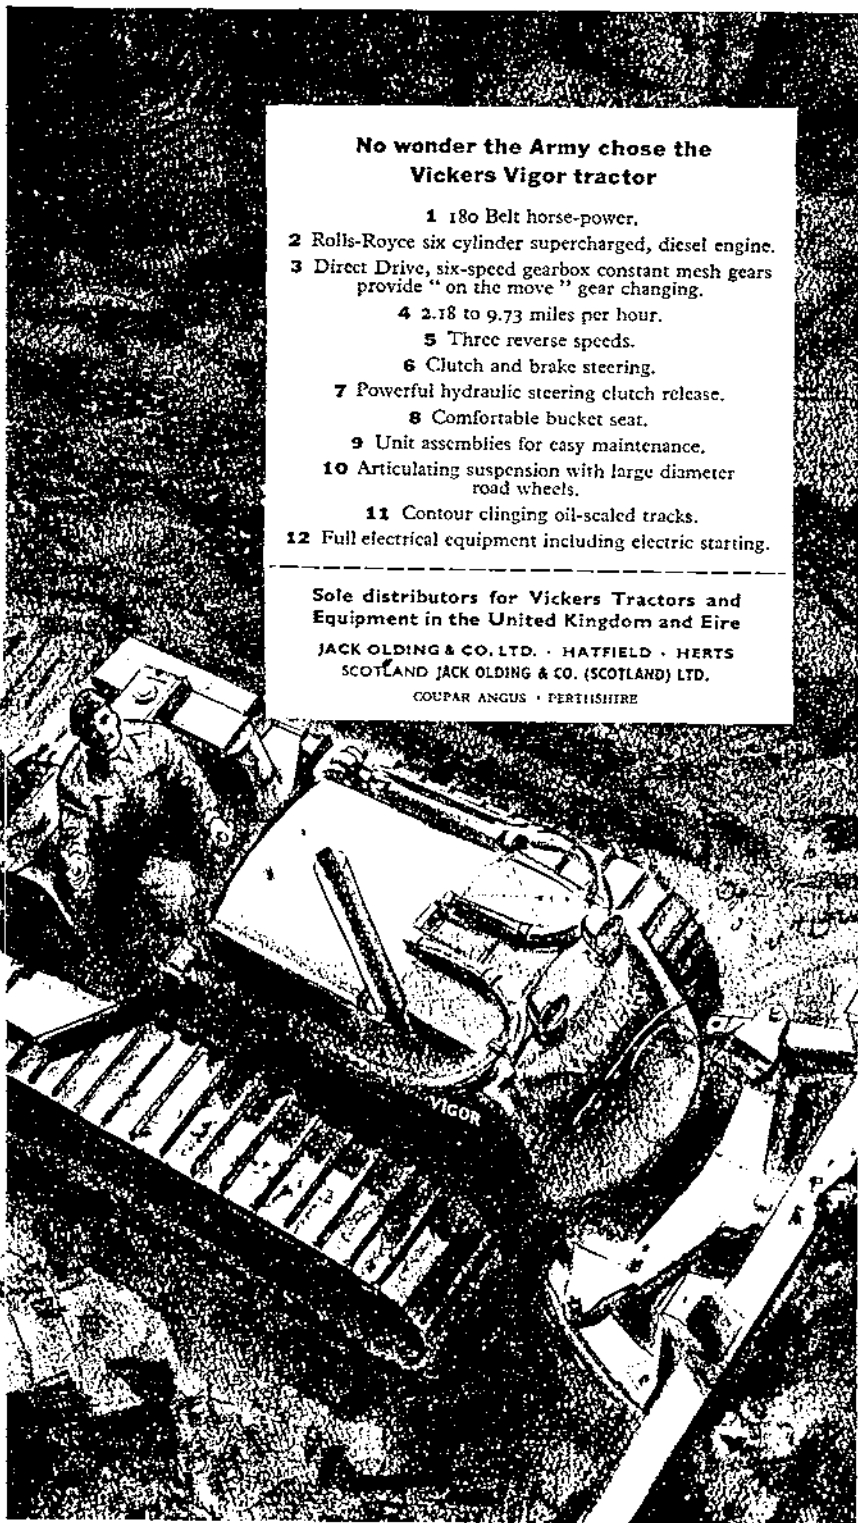 No wonder the Army chose the
Vickers Vigor tractor
1 180 Belt horse-power.
2 Rolls-Royce six cylinder supercharged, diesel engine.
3 Direct Drive, six-speed gearbox constant mesh gears
provide “ on the move ” gear changing.
4 2.18 to 9.73 miles per hour.
5 Three reverse speeds.
6 Clutch and brake steering.
7 Powerful hydraulic steering clutch release.
8 Comfortable bucket seat.
9 Unit assemblies for easy maintenance.
10 Articulating suspension with large diameter
road wheels.
11 Contour clinging oil-sealed tracks.
12 Full electrical equipment including electric starting.
Sole distributors for Vickers Tractors and
Equipment in the United Kingdom and Eire
JACK OLDING & CO. LTD. · HATFIELD · HERTS
SCOTLAND JACK OLDING & CO. (SCOTLAND) LTD.
COUPAR ANGUS · PERTHSHIRE
VIGOR